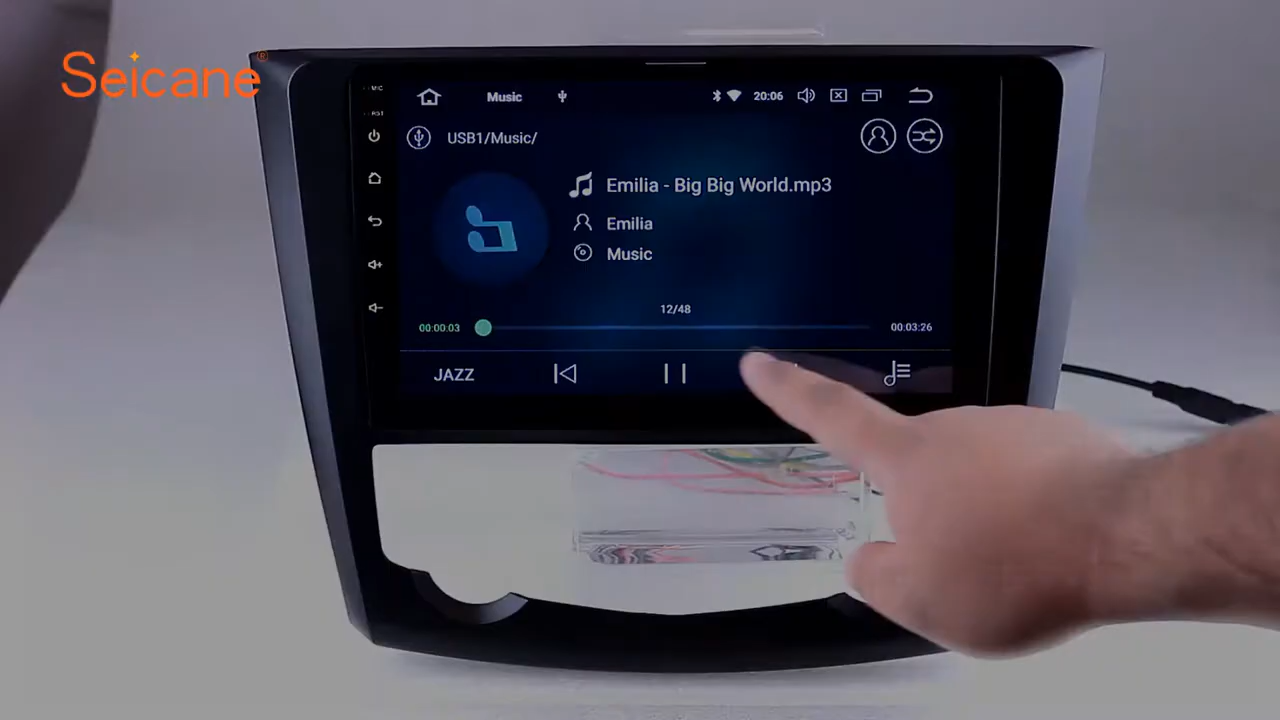 Seicane®
MIC
RST
Music
20:06
USB1/Music/
Emilia - Big Big World.mp3
Emilia
Music
12/48
00:00:03
00:03:26
JAZZ